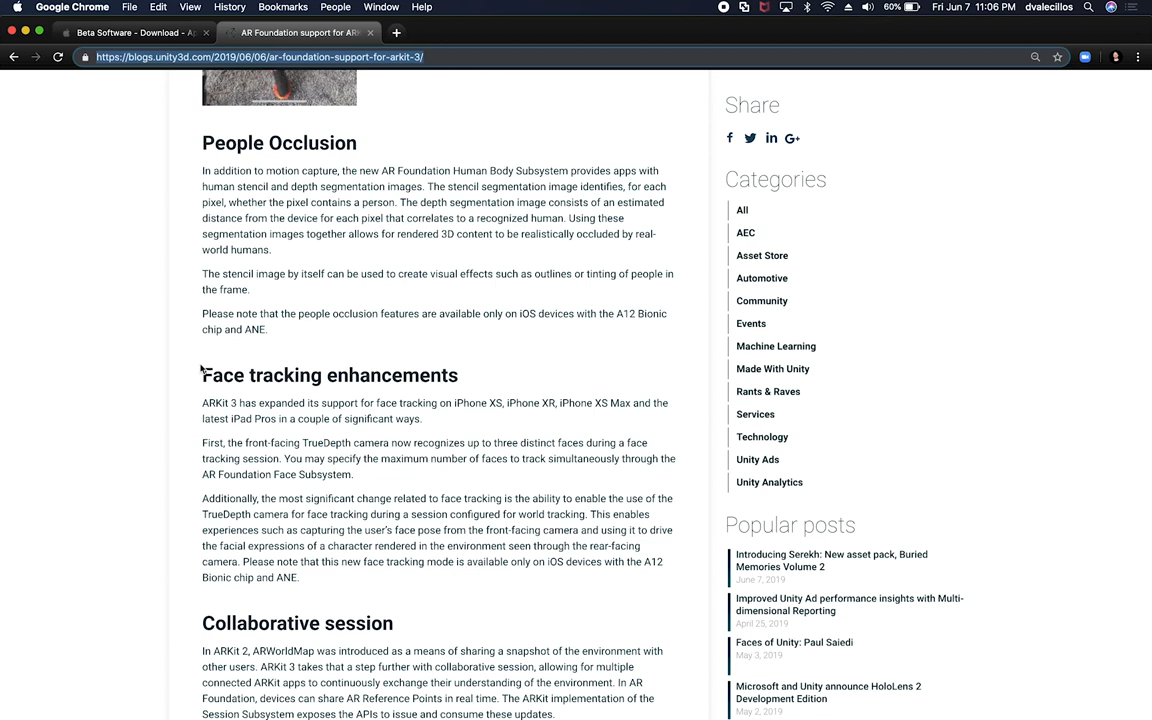 Google Chrome File Edit View History Bookmarks People Window Help 60% Fri Jun 7 11:06 PM dvalecillos
Beta Software - Download - Ap AR Foundation support for ARK
https://blogs.unity3d.com/2019/06/06/ar-foundation-support-for-arkit-3/
People Occlusion
In addition to motion capture, the new AR Foundation Human Body Subsystem provides apps with
human stencil and depth segmentation images. The stencil segmentation image identifies, for each
pixel, whether the pixel contains a person. The depth segmentation image consists of an estimated
distance from the device for each pixel that correlates to a recognized human. Using these
segmentation images together allows for rendered 3D content to be realistically occluded by real-
world humans.
The stencil image by itself can be used to create visual effects such as outlines or tinting of people in
the frame.
Please note that the people occlusion features are available only on iOS devices with the A12 Bionic
chip and ANE.
Face tracking enhancements
ARKit 3 has expanded its support for face tracking on iPhone XS, iPhone XR, iPhone XS Max and the
latest iPad Pros in a couple of significant ways.
First, the front-facing TrueDepth camera now recognizes up to three distinct faces during a face
tracking session. You may specify the maximum number of faces to track simultaneously through the
AR Foundation Face Subsystem.
Additionally, the most significant change related to face tracking is the ability to enable the use of the
TrueDepth camera for face tracking during a session configured for world tracking. This enables
experiences such as capturing the user's face pose from the front-facing camera and using it to drive
the facial expressions of a character rendered in the environment seen through the rear-facing
camera. Please note that this new face tracking mode is available only on iOS devices with the A12
Bionic chip and ANE.
Collaborative session
In ARKit 2, ARWorldMap was introduced as a means of sharing a snapshot of the environment with
other users. ARKit 3 takes that a step further with collaborative session, allowing for multiple
connected ARKit apps to continuously exchange their understanding of the environment. In AR
Foundation, devices can share AR Reference Points in real time. The ARKit implementation of the
Session Subsystem exposes the APIs to issue and consume these updates.
Share
f in G+
Categories
All
AEC
Asset Store
Automotive
Community
Events
Machine Learning
Made With Unity
Rants & Raves
Services
Technology
Unity Ads
Unity Analytics
Popular posts
Introducing Serekh: New asset pack, Buried
Memories Volume 2
June 7, 2019
Improved Unity Ad performance insights with Multi-
dimensional Reporting
April 25, 2019
Faces of Unity: Paul Saiedi
May 3, 2019
Microsoft and Unity announce HoloLens 2
Development Edition
May 2, 2019